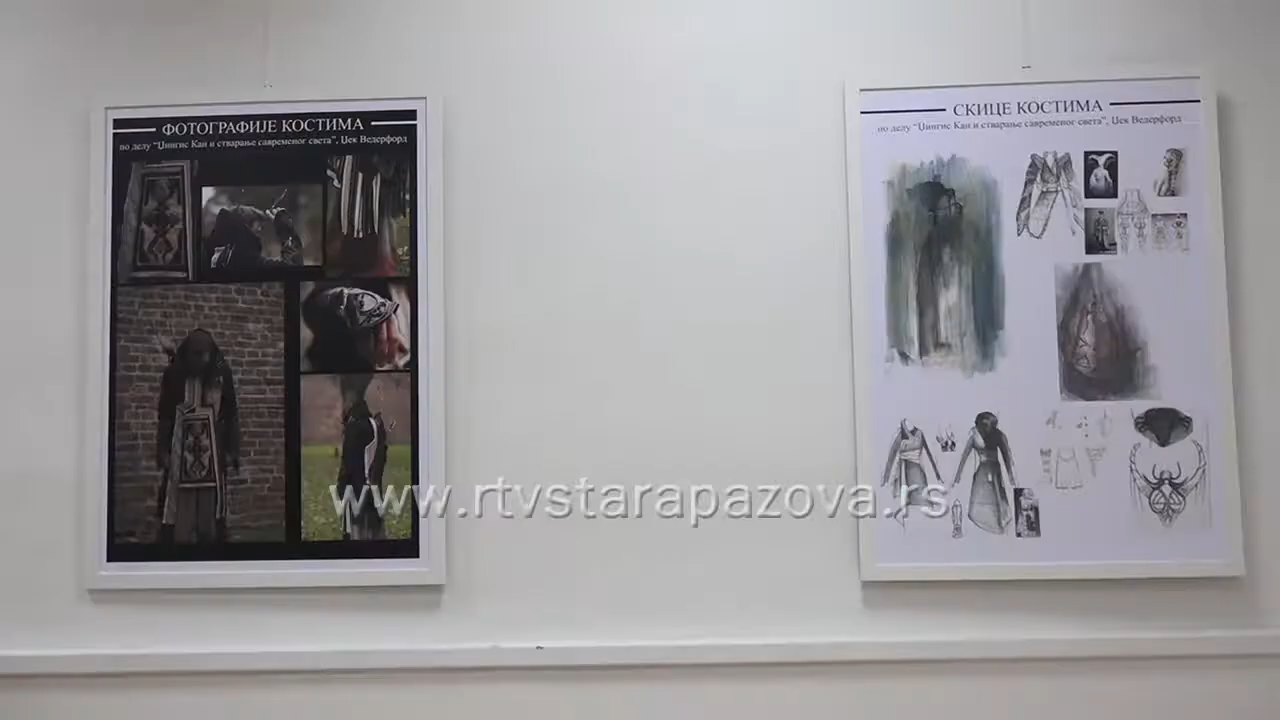 ФОТОГРАФИЈЕ КОСТИМА
по делу “Џингис Кан и стварање савременог света”, Џек Ведерфорд
СКИЦЕ КОСТИМА
по делу “Џингис Кан и стварање савременог света”, Џек Ведерфорд
www.rtvstarapazova.rs